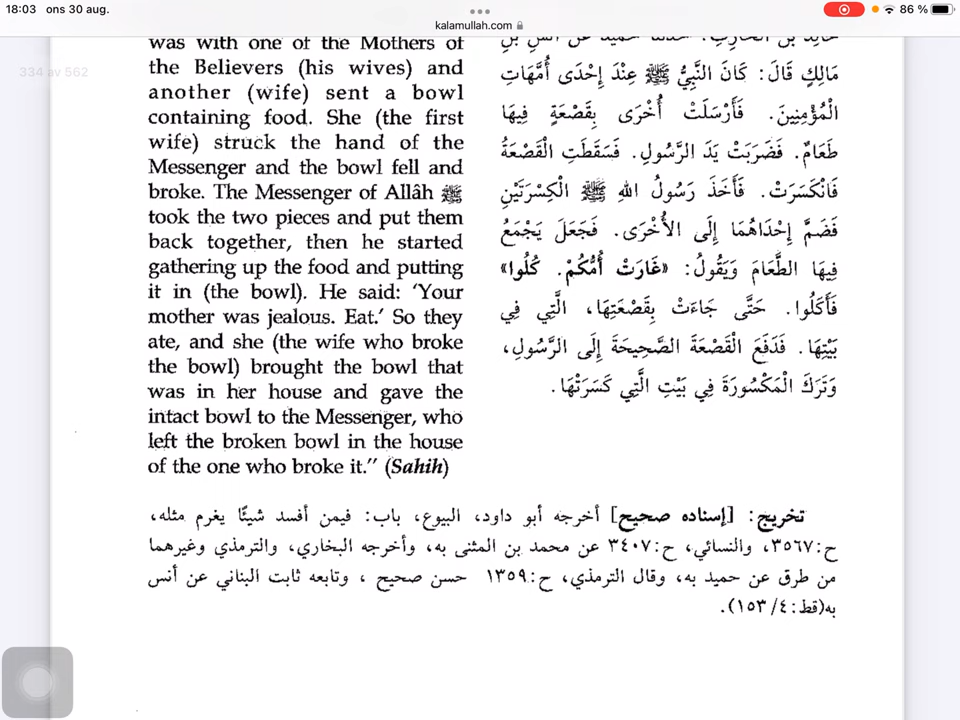 18:03 ons 30 aug.
86 %
kalamullah.com
334 av 562
was with one of the Mothers of
the Believers (his wives) and
another (wife) sent a bowl
containing food. She (the first
wife) struck the hand of the
Messenger and the bowl fell and
broke. The Messenger of Allâh ﷺ
took the two pieces and put them
back together, then he started
gathering up the food and putting
it in (the bowl). He said: ‘Your
mother was jealous. Eat.’ So they
ate, and she (the wife who broke
the bowl) brought the bowl that
was in her house and gave the
intact bowl to the Messenger, who
left the broken bowl in the house
of the one who broke it.” (Sahih)
مَالِكٍ قَالَ: كَانَ النَّبِيُّ ﷺ عِنْدَ إِحْدَى أُمَّهَاتِ
الْمُؤْمِنِينَ. فَأَرْسَلَتْ أُخْرَى بِقَصْعَةٍ فِيهَا
طَعَامٌ. فَضَرَبَتْ يَدَ الرَّسُولِ. فَسَقَطَتِ الْقَصْعَةُ
فَانْكَسَرَتْ. فَأَخَذَ رَسُولُ اللهِ ﷺ الْكِسْرَتَيْنِ
فَضَمَّ إِحْدَاهُمَا إِلَى الأُخْرَى. فَجَعَلَ يَجْمَعُ
فِيهَا الطَّعَامَ وَيَقُولُ: «غَارَتْ أُمُّكُمْ. كُلُوا»
فَأَكَلُوا. حَتَّى جَاءَتْ بِقَصْعَتِهَا، الَّتِي فِي
بَيْتِهَا. فَدَفَعَ الْقَصْعَةَ الصَّحِيحَةَ إِلَى الرَّسُولِ،
وَتَرَكَ الْمَكْسُورَةَ فِي بَيْتِ الَّتِي كَسَرَتْهَا.
تخريج: [إسناده صحيح] أخرجه أبو داود، البيوع، باب: فيمن أفسد شيئًا يغرم مثله،
ح:٣٥٦٧، والنسائي، ح:٣٤٠٧ عن محمد بن المثنى به، وأخرجه البخاري، والترمذي وغيرهما
من طرق عن حميد به، وقال الترمذي، ح:١٣٥٩ حسن صحيح ، وتابعه ثابت البناني عن أنس
به(قط:٤/ ١٥٣).